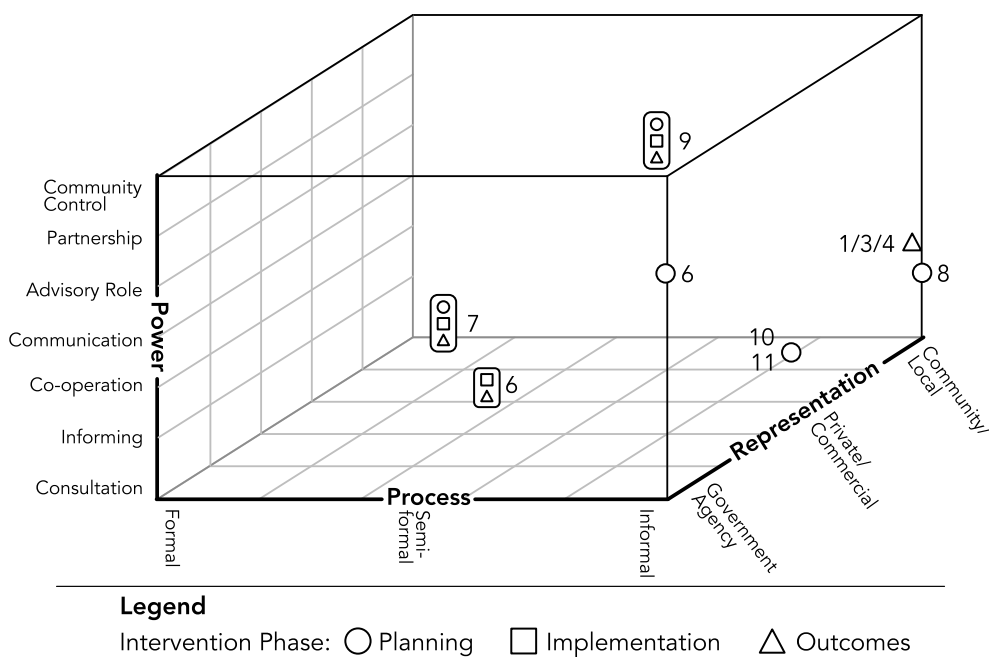 9
Community
Control
Partnership
1/3/4
6
8
Advisory Role
Power
7
10
11
Communication
Co-operation
6
Representation
Community/
Local
Private/
Commercial
Informing
Consultation
Process
Government
Agency
Formal
Semi-
formal
Informal
Legend
Intervention Phase: Planning Implementation Outcomes